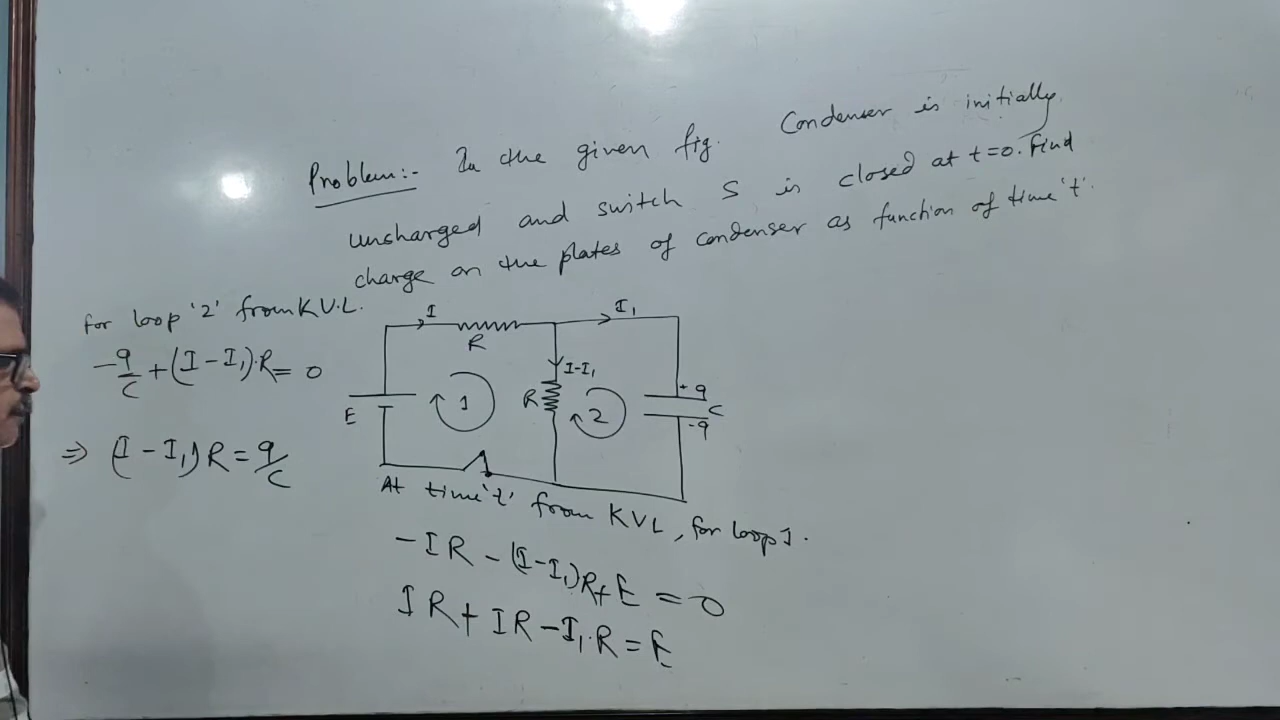 Problem:- In the given fig. Condenser is initially
uncharged and switch S is closed at t=0. Find
charge on the plates of condenser as function of time 't'.
For loop '2' from K.V.L.
-q/C + (I-I₁).R = 0
⇒ (I-I₁)R = q/C
I
R
I₁
I-I₁
R
E
1
2
+q
C
-q
At time 't' from KVL, for loop 1.
-IR-(I-I₁)R+E = 0
IR+IR-I₁.R=E